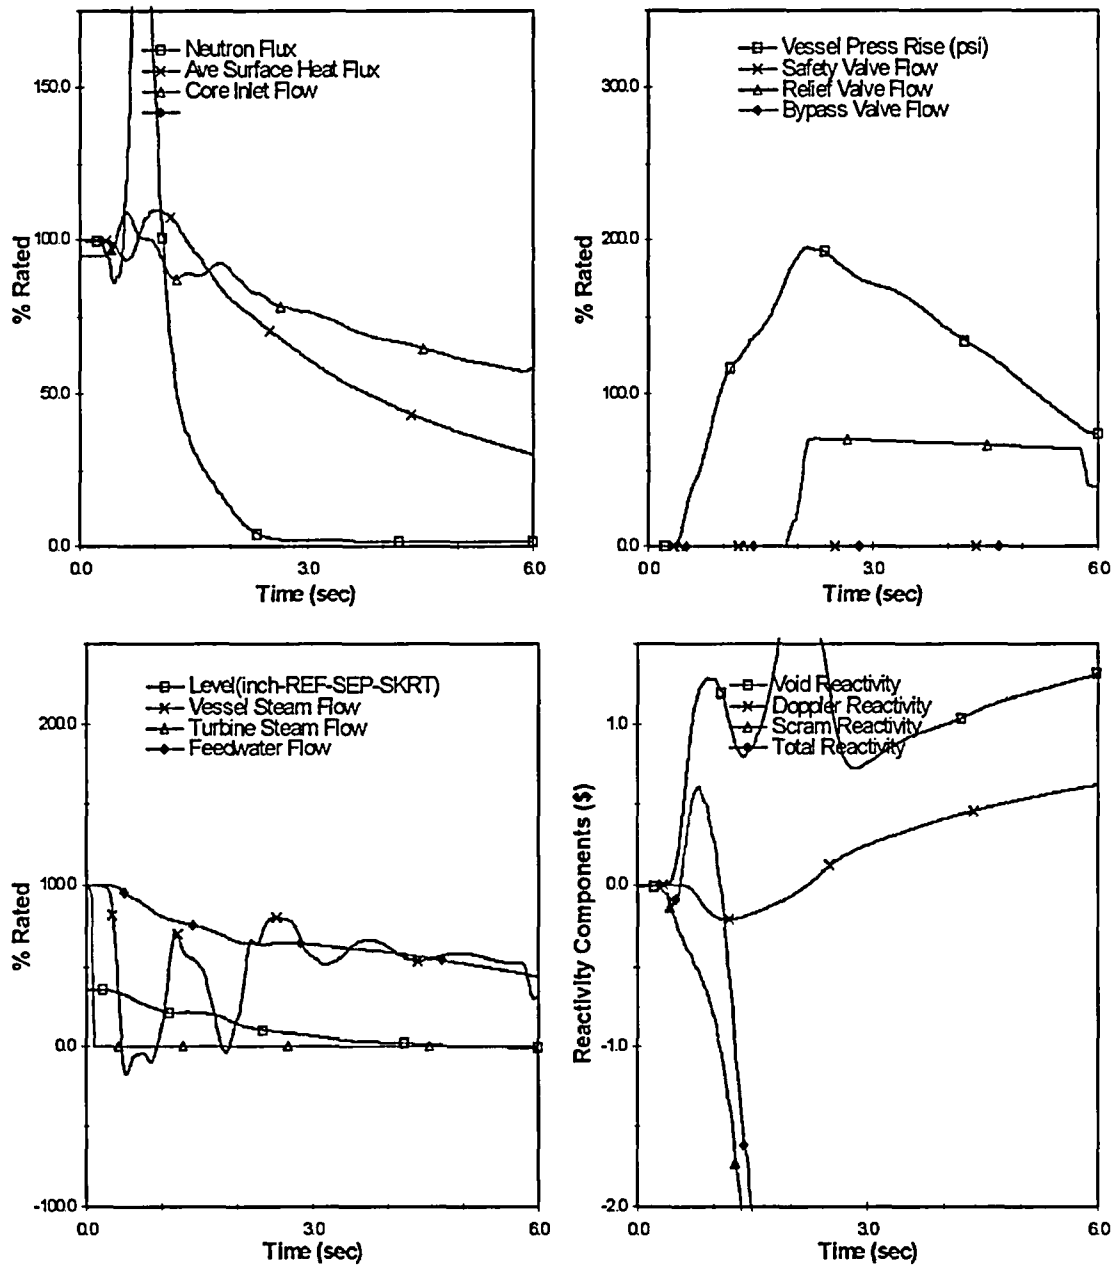 Neutron Flux
Ave Surface Heat Flux
Core Inlet Flow
150.0
100.0
50.0
0.0
% Rated
0.0
3.0
6.0
Time (sec)
Vessel Press Rise (psi)
Safety Valve Flow
Relief Valve Flow
Bypass Valve Flow
300.0
200.0
100.0
0.0
% Rated
0.0
3.0
6.0
Time (sec)
Level(inch-REF-SEP-SKRT)
Vessel Steam Flow
Turbine Steam Flow
Feedwater Flow
200.0
100.0
0.0
-100.0
% Rated
0.0
3.0
6.0
Time (sec)
Void Reactivity
Doppler Reactivity
Scram Reactivity
Total Reactivity
1.0
0.0
-1.0
-2.0
Reactivity Components ($)
0.0
3.0
6.0
Time (sec)